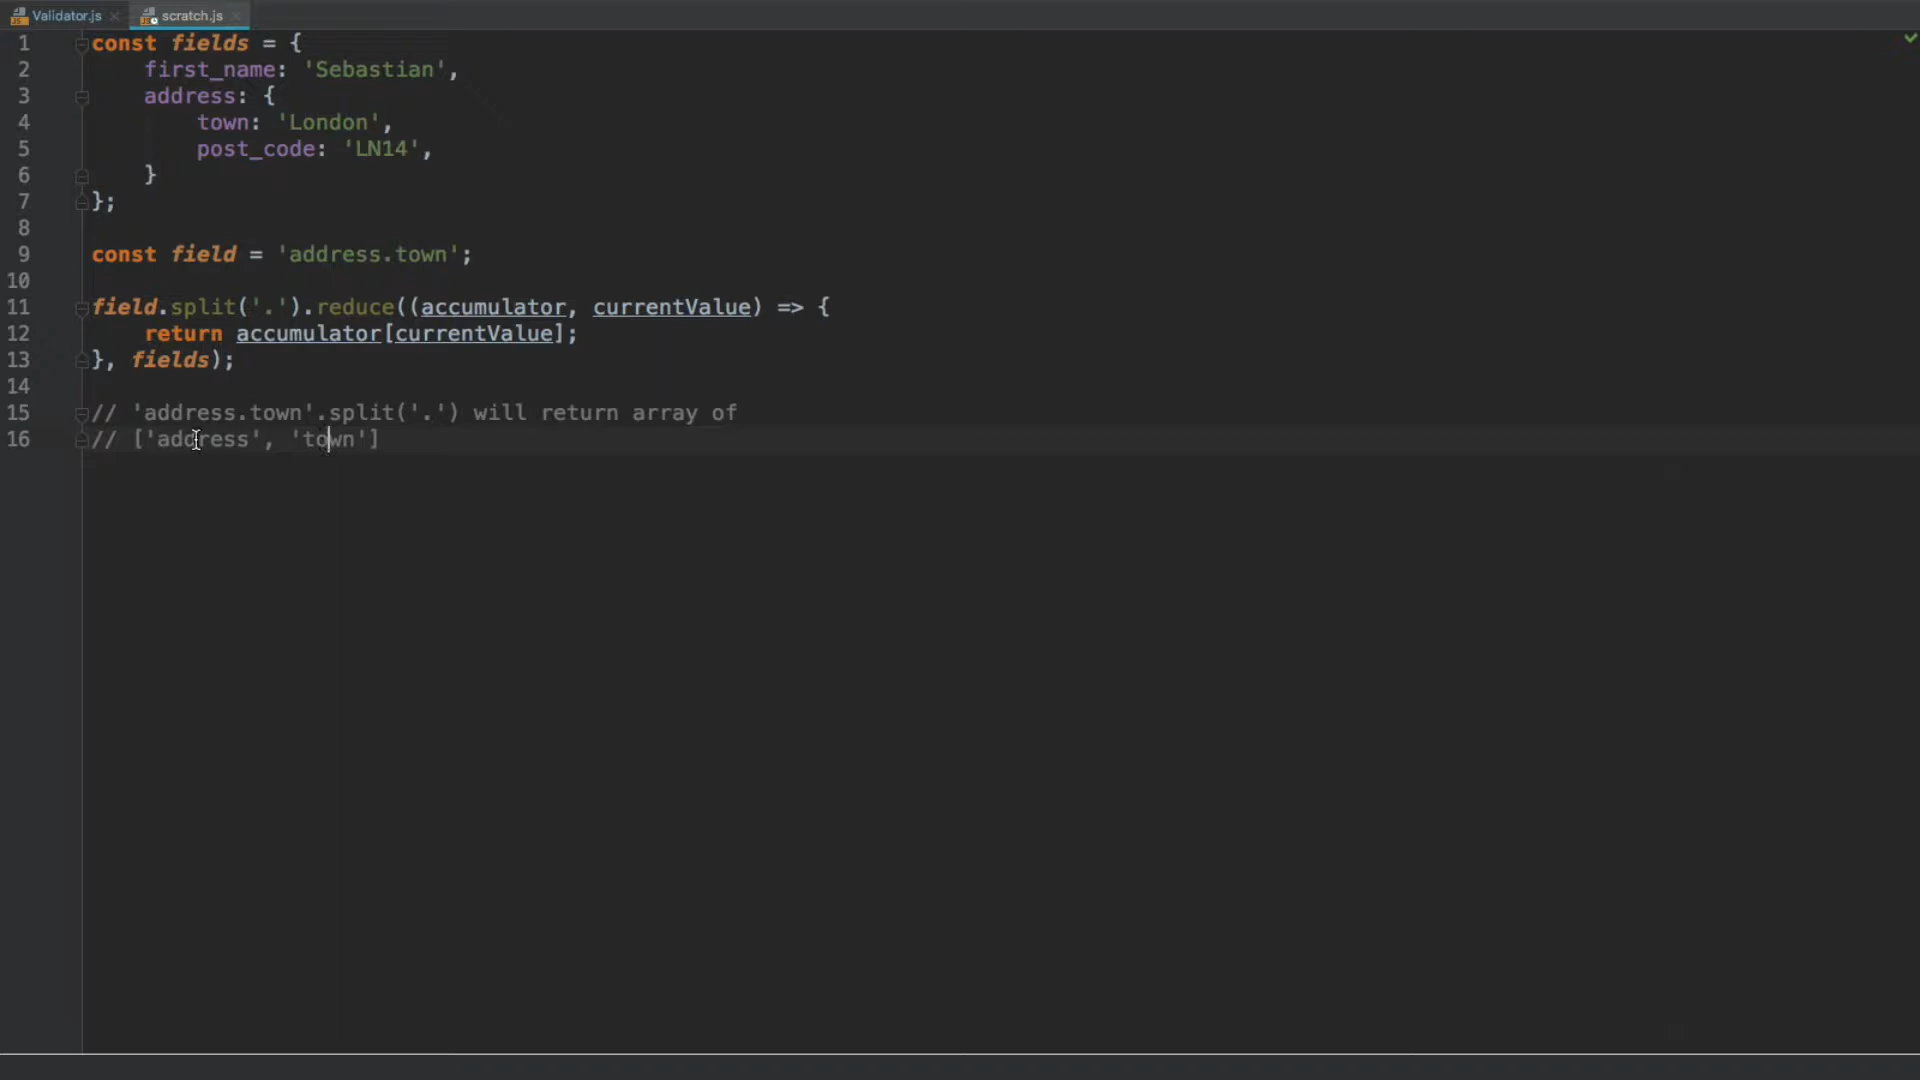 Validator.js scratch.js
1 const fields = {
2     first_name: 'Sebastian',
3     address: {
4         town: 'London',
5         post_code: 'LN14',
6     }
7 };
8
9 const field = 'address.town';
10
11 field.split('.').reduce((accumulator, currentValue) => {
12     return accumulator[currentValue];
13 }, fields);
14
15 // 'address.town'.split('.') will return array of
16 // ['address', 'town']